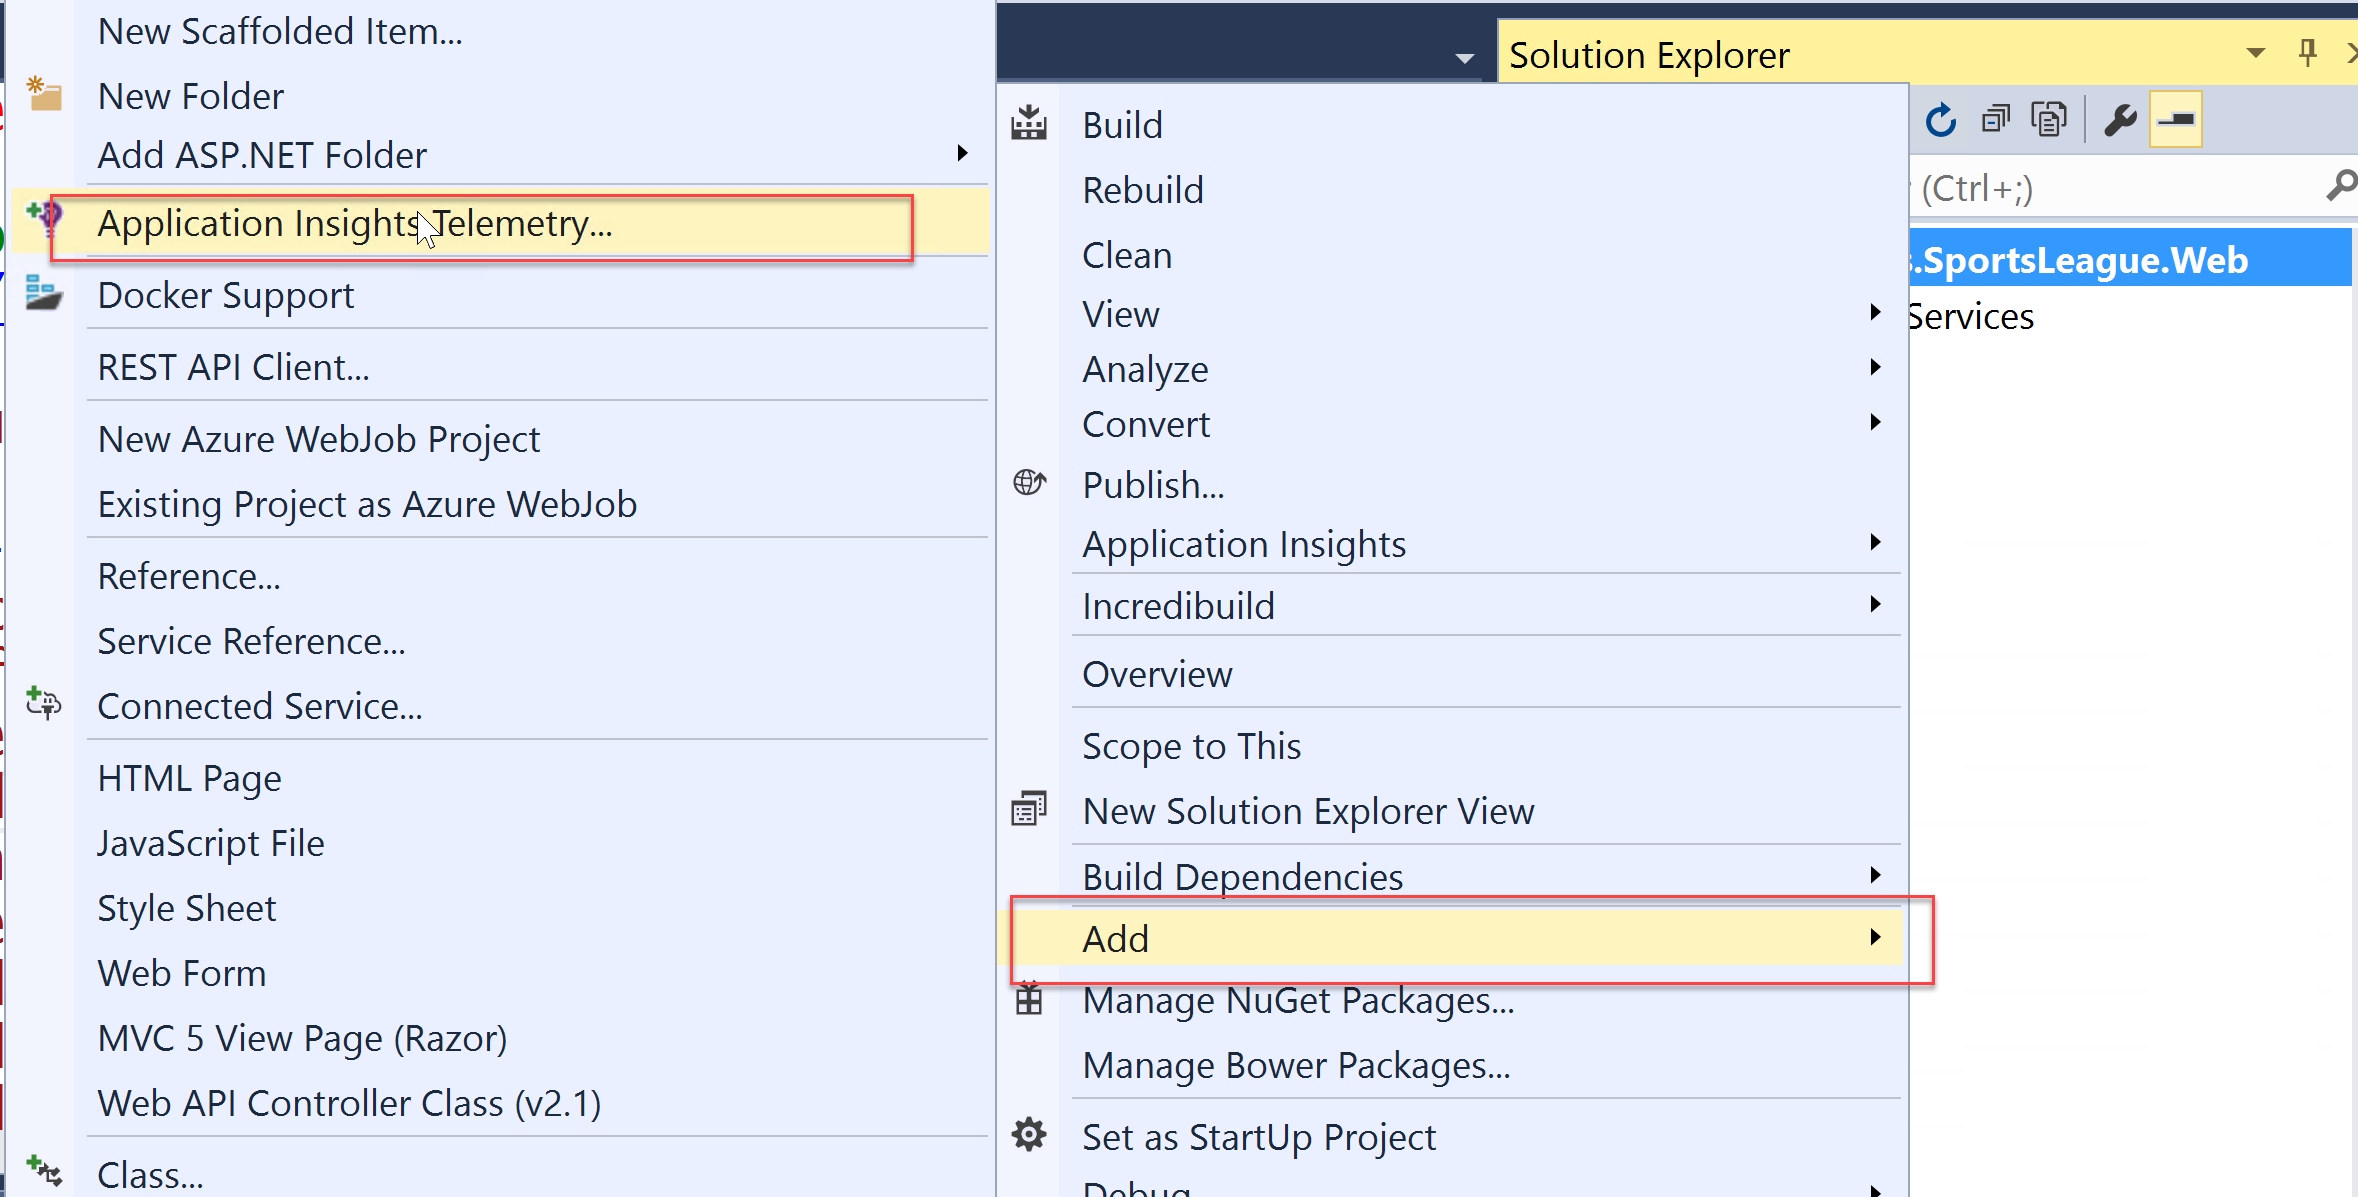 New Scaffolded Item...
New Folder
Add ASP.NET Folder
Application Insights Telemetry...
Docker Support
REST API Client...
New Azure WebJob Project
Existing Project as Azure WebJob
Reference...
Service Reference...
Connected Service...
HTML Page
JavaScript File
Style Sheet
Web Form
MVC 5 View Page (Razor)
Web API Controller Class (v2.1)
Class...
Build
Rebuild
Clean
View
Analyze
Convert
Publish...
Application Insights
Incredibuild
Overview
Scope to This
New Solution Explorer View
Build Dependencies
Add
Manage NuGet Packages...
Manage Bower Packages...
Set as StartUp Project
Debug
Solution Explorer
(Ctrl+;)
.SportsLeague.Web
Services